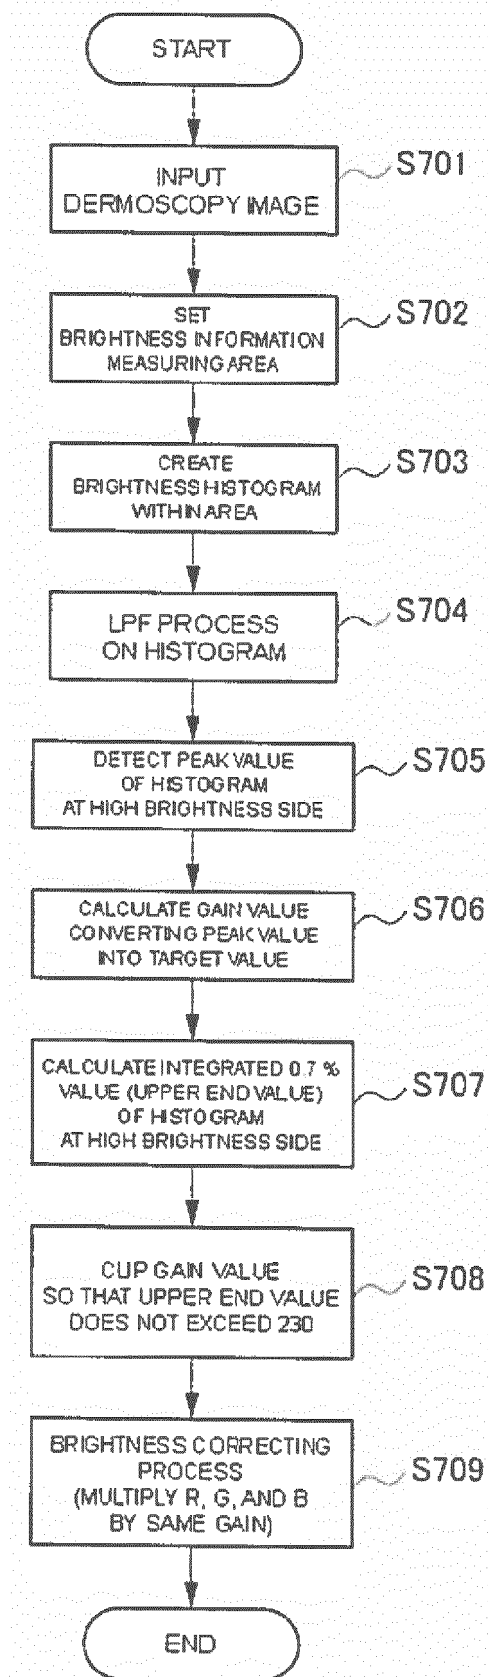 START
INPUT
DERMOSCOPY IMAGE
S701
SET
BRIGHTNESS INFORMATION
MEASURING AREA
S702
CREATE
BRIGHTNESS HISTOGRAM
WITHIN AREA
S703
LPF PROCESS
ON HISTOGRAM
S704
DETECT PEAK VALUE
OF HISTOGRAM
AT HIGH BRIGHTNESS SIDE
S705
CALCULATE GAIN VALUE
CONVERTING PEAK VALUE
INTO TARGET VALUE
S706
CALCULATE INTEGRATED 0.7 %
VALUE (UPPER END VALUE)
OF HISTOGRAM
AT HIGH BRIGHTNESS SIDE
S707
CLIP GAIN VALUE
SO THAT UPPER END VALUE
DOES NOT EXCEED 230
S708
BRIGHTNESS CORRECTING
PROCESS
(MULTIPLY R, G, AND B
BY SAME GAIN)
S709
END